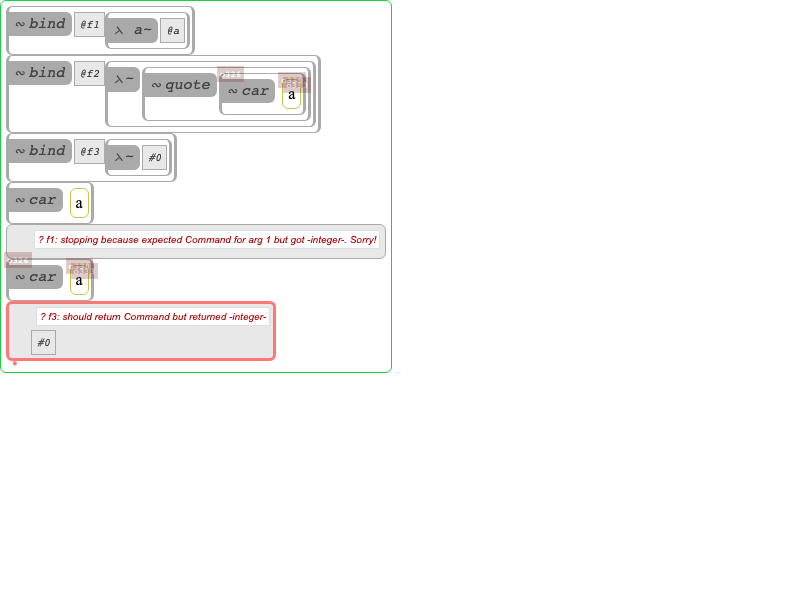 ~ bind @f1 λ a~ @a
~ bind @f2 λ~ ~ quote ~ car a
~ bind @f3 λ~ #0
~ car a
? f1: stopping because expected Command for arg 1 but got -integer-. Sorry!
~ car a
? f3: should return Command but returned -integer-
#0